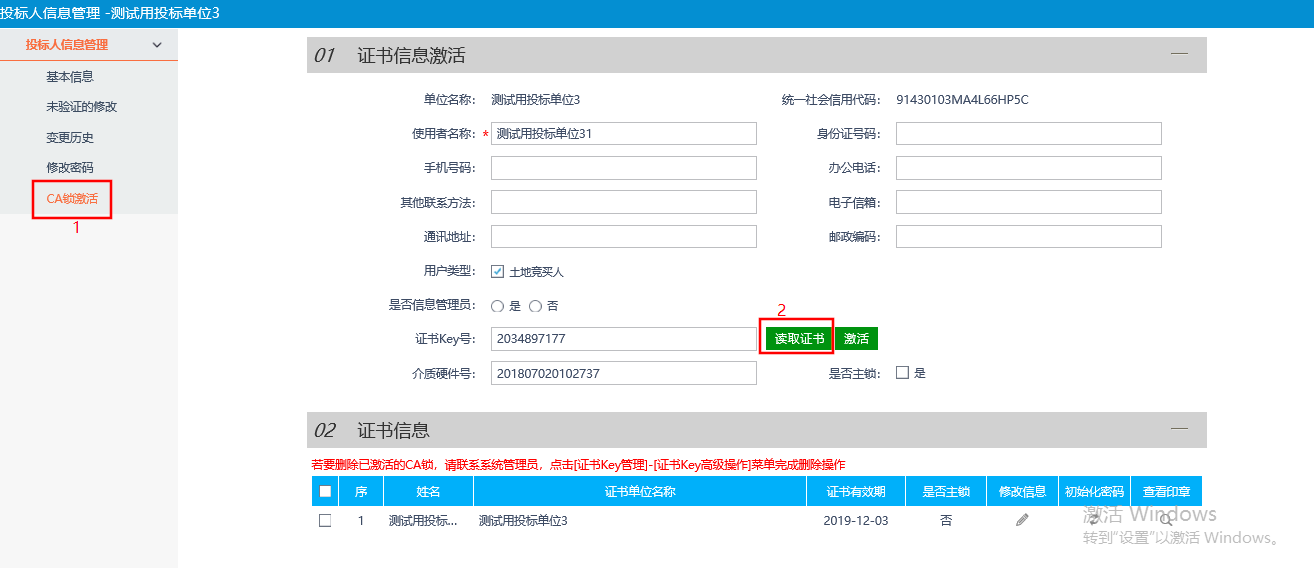 投标人信息管理 -测试用投标单位3
投标人信息管理
基本信息
未验证的修改
变更历史
修改密码
CA锁激活
1
01 证书信息激活
单位名称: 测试用投标单位3 统一社会信用代码: 91430103MA4L66HP5C
使用者名称: * 测试用投标单位31 身份证号码:
手机号码: 办公电话:
其他联系方法: 电子信箱:
通讯地址: 邮政编码:
用户类型: 土地竞买人
是否信息管理员: 是 否
2
证书Key号: 2034897177 读取证书 激活
介质硬件号: 201807020102737 是否主锁: 是
02 证书信息
若要删除已激活的CA锁，请联系系统管理员，点击[证书Key管理]-[证书Key高级操作]菜单完成删除操作
序 姓名 证书单位名称 证书有效期 是否主锁 修改信息 初始化密码 查看印章
1 测试用投标... 测试用投标单位3 2019-12-03 否
激活 Windows
转到"设置"以激活 Windows。